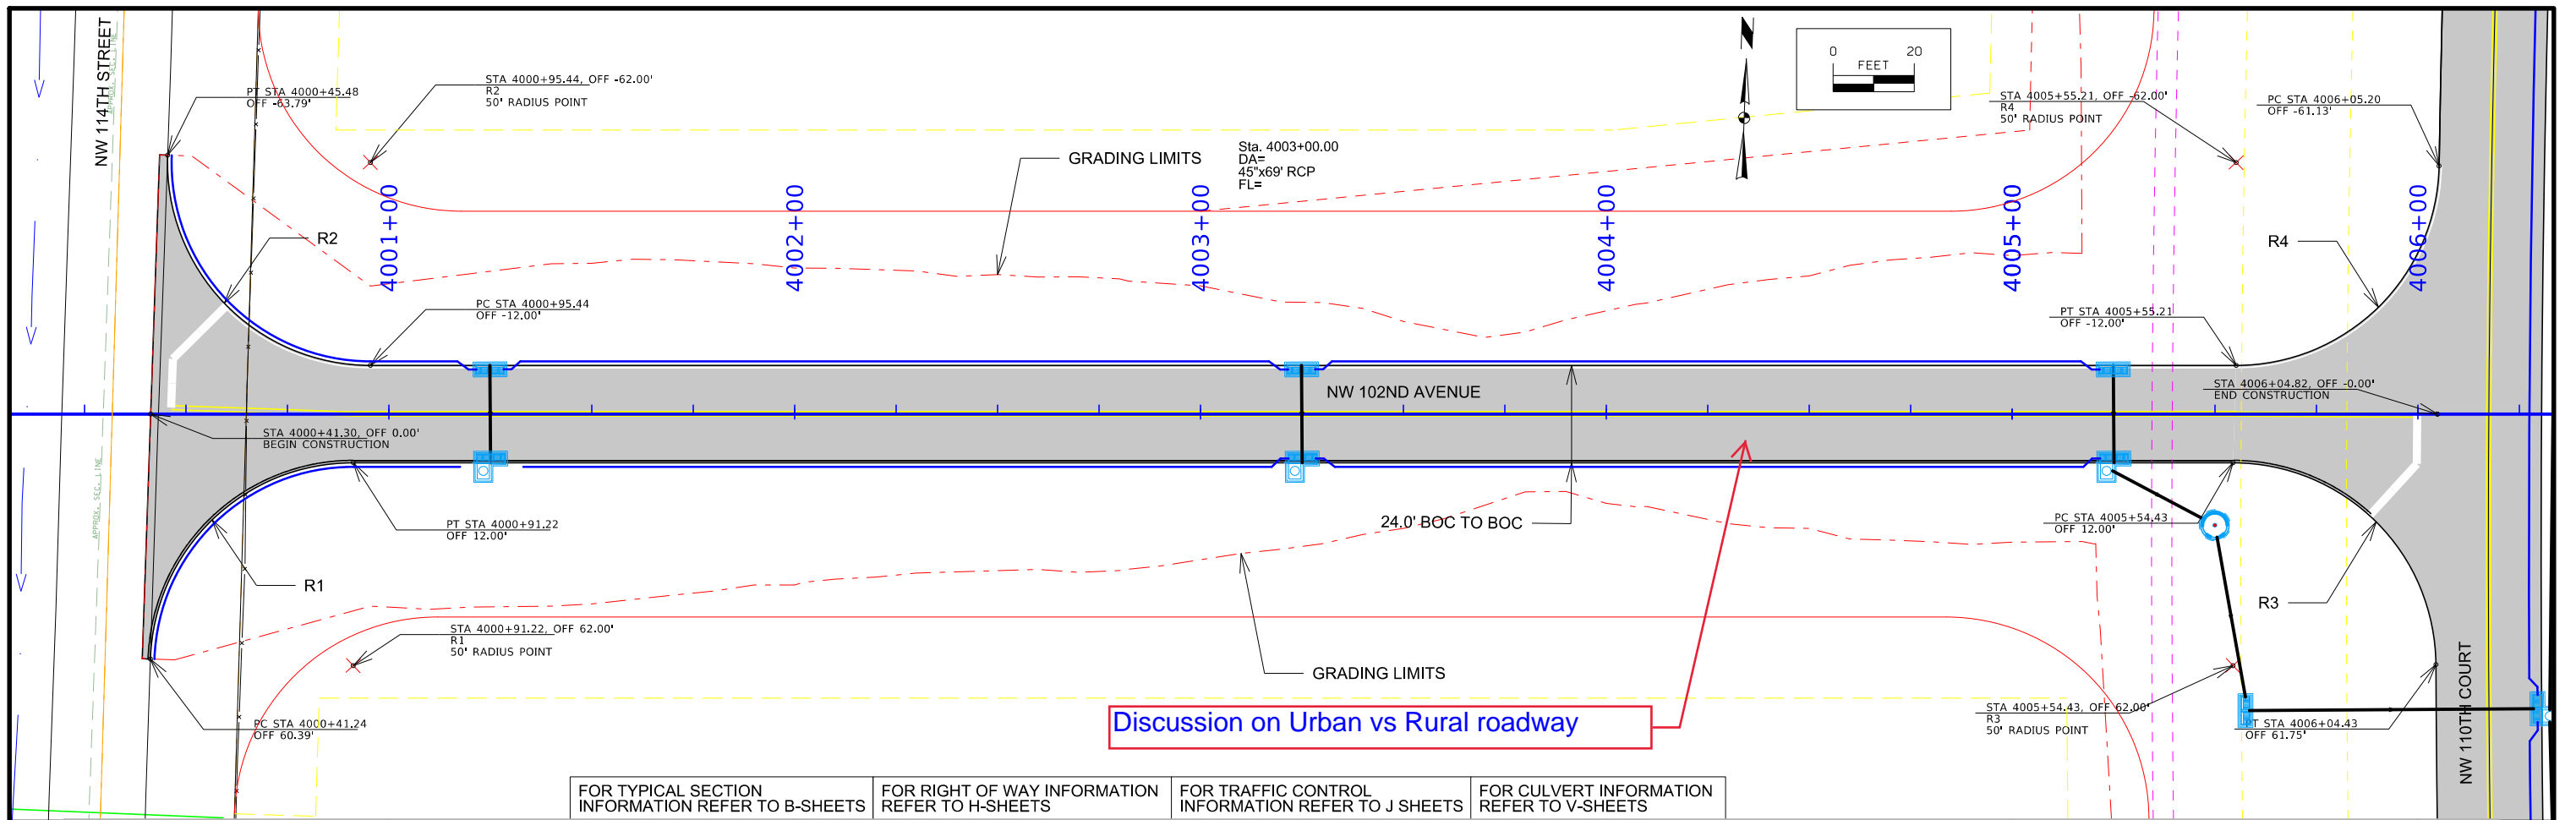 NW 114TH STREET
APPROX. SEC. LINE
APPROX. SEC. LINE
PT STA 4000+45.48
OFF -63.79'
STA 4000+95.44, OFF -62.00'
R2
50' RADIUS POINT
GRADING LIMITS
Sta. 4003+00.00
DA=
45"x69' RCP
FL=
N
0 20
FEET
STA 4005+55.21, OFF -62.00'
R4
50' RADIUS POINT
PC STA 4006+05.20
OFF -61.13'
4001+00
4002+00
4003+00
4004+00
4005+00
4006+00
R2
R4
PC STA 4000+95.44
OFF -12.00'
PT STA 4005+55.21
OFF -12.00'
NW 102ND AVENUE
STA 4006+04.82, OFF -0.00'
END CONSTRUCTION
STA 4000+41.30, OFF 0.00'
BEGIN CONSTRUCTION
PT STA 4000+91.22
OFF 12.00'
24.0' BOC TO BOC
PC STA 4005+54.43
OFF 12.00'
R1
R3
STA 4000+91.22, OFF 62.00'
R1
50' RADIUS POINT
GRADING LIMITS
PC STA 4000+41.24
OFF 60.39'
Discussion on Urban vs Rural roadway
STA 4005+54.43, OFF 62.00'
R3
50' RADIUS POINT
PT STA 4006+04.43
OFF 61.75'
NW 110TH COURT
FOR TYPICAL SECTION
INFORMATION REFER TO B-SHEETS
FOR RIGHT OF WAY INFORMATION
REFER TO H-SHEETS
FOR TRAFFIC CONTROL
INFORMATION REFER TO J SHEETS
FOR CULVERT INFORMATION
REFER TO V-SHEETS